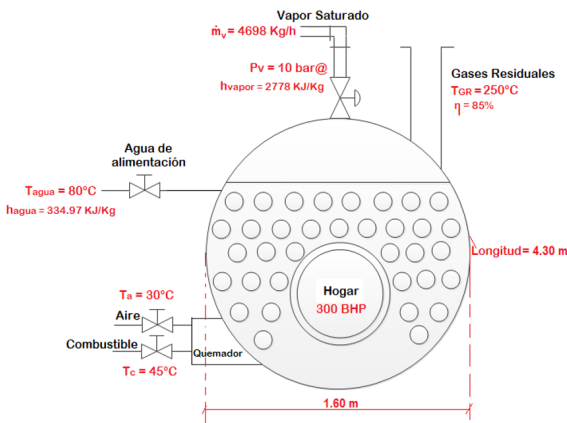 Vapor Saturado
ṁv = 4698 Kg/h
Pv = 10 bar@
hvapor = 2778 KJ/Kg
Gases Residuales
TGR = 250°C
η = 85%
Agua de
alimentación
Tagua = 80°C
hagua = 334.97 KJ/Kg
Longitud= 4.30 m
Hogar
300 BHP
Ta = 30°C
Aire
Combustible
Quemador
Tc = 45°C
1.60 m